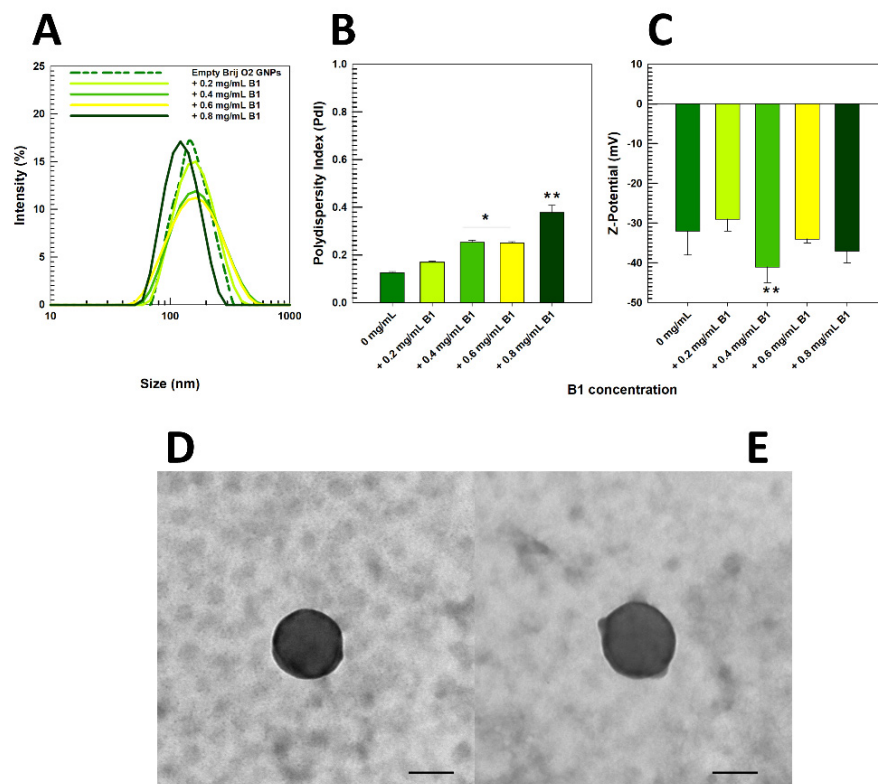 A
B
C
Empty Brij O2 GNPs
+ 0.2 mg/mL B1
+ 0.4 mg/mL B1
+ 0.6 mg/mL B1
+ 0.8 mg/mL B1
Intensity (%)
25
20
15
10
5
0
10
100
1000
Size (nm)
Polydispersity Index (PdI)
1.0
0.8
0.6
0.4
0.2
0.0
*
**
0 mg/mL
+ 0.2 mg/mL B1
+ 0.4 mg/mL B1
+ 0.6 mg/mL B1
+ 0.8 mg/mL B1
Z-Potential (mV)
10
0
-10
-20
-30
-40
-50
**
0 mg/mL
+ 0.2 mg/mL B1
+ 0.4 mg/mL B1
+ 0.6 mg/mL B1
+ 0.8 mg/mL B1
B1 concentration
D
E